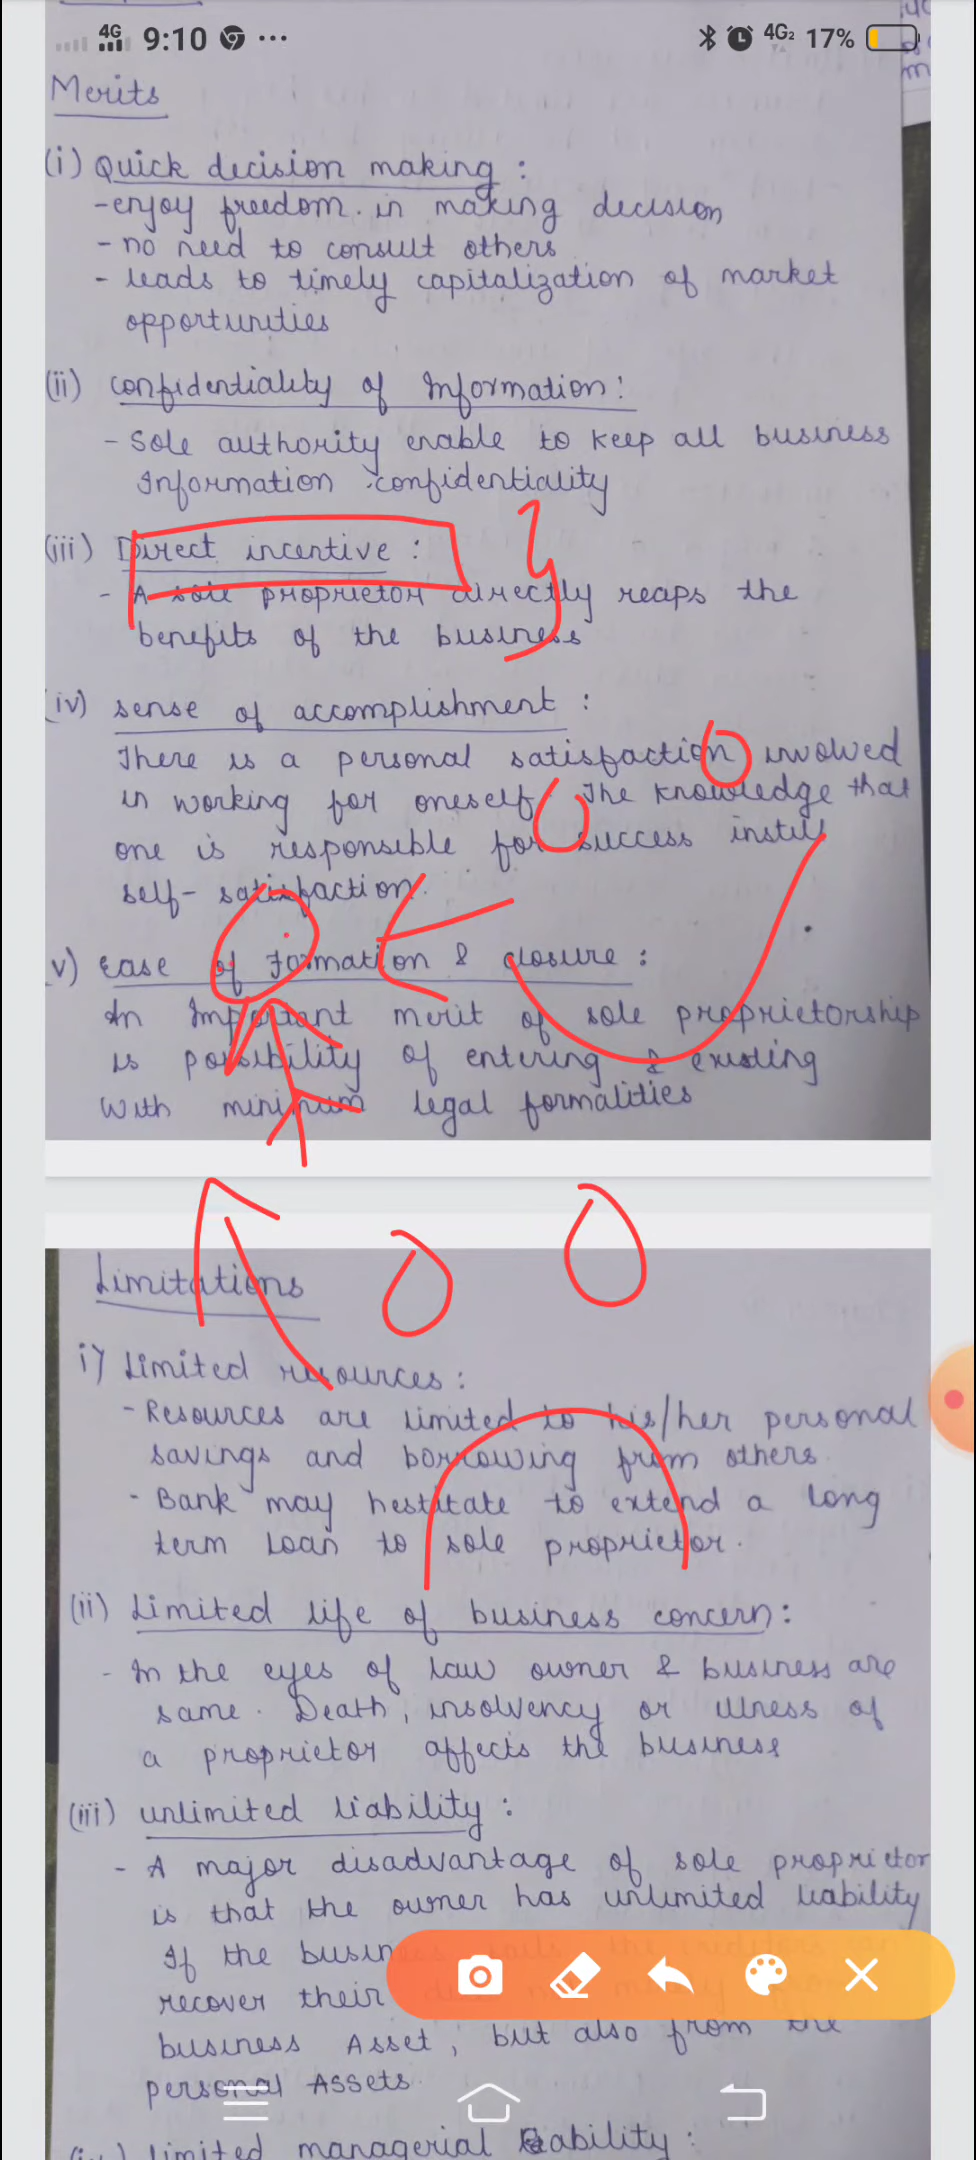 4G 9:10 ... 4G2 17%
Merits
(i) Quick decision making :
-enjoy freedom in making decision
- no need to consult others
- leads to timely capitalization of market
opportunities
(ii) confidentiality of Information :
- Sole authority enable to keep all business
Information confidentiality
(iii) Direct incentive :
- A sole proprietor directly reaps the
benefits of the business
(iv) sense of accomplishment :
There is a personal satisfaction involved
in working for oneself. The knowledge that
one is responsible for success instill
self- satisfaction.
v) ease of formation & closure :
An Important merit of sole proprietorship
is possibility of entering & existing
with minimum legal formalities
Limitations
i) Limited resources :
- Resources are limited to his/her personal
savings and borrowing from others.
- Bank may hestitate to extend a long
term Loan to sole proprietor.
(ii) Limited life of business concern :
- In the eyes of law owner & business are
same. Death, insolvency or illness of
a proprietor affects the business
(iii) unlimited liability :
- A major disadvantage of sole proprietor
is that the owner has unlimited liability
If the business
recover their
business Asset, but also from the
personal Assets.
limited managerial ability :